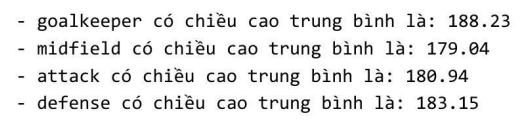 - goalkeeper có chiều cao trung bình là: 188.23
- midfield có chiều cao trung bình là: 179.04
- attack có chiều cao trung bình là: 180.94
- defense có chiều cao trung bình là: 183.15